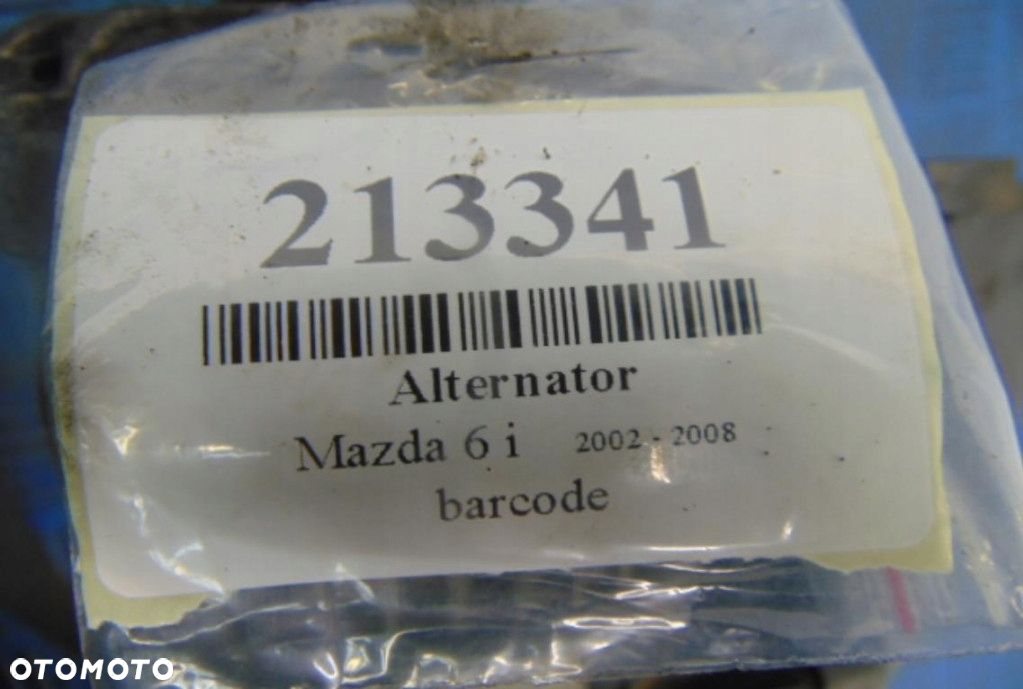 213341
Alternator
Mazda 6 i 2002 - 2008
barcode
OTOMOTO